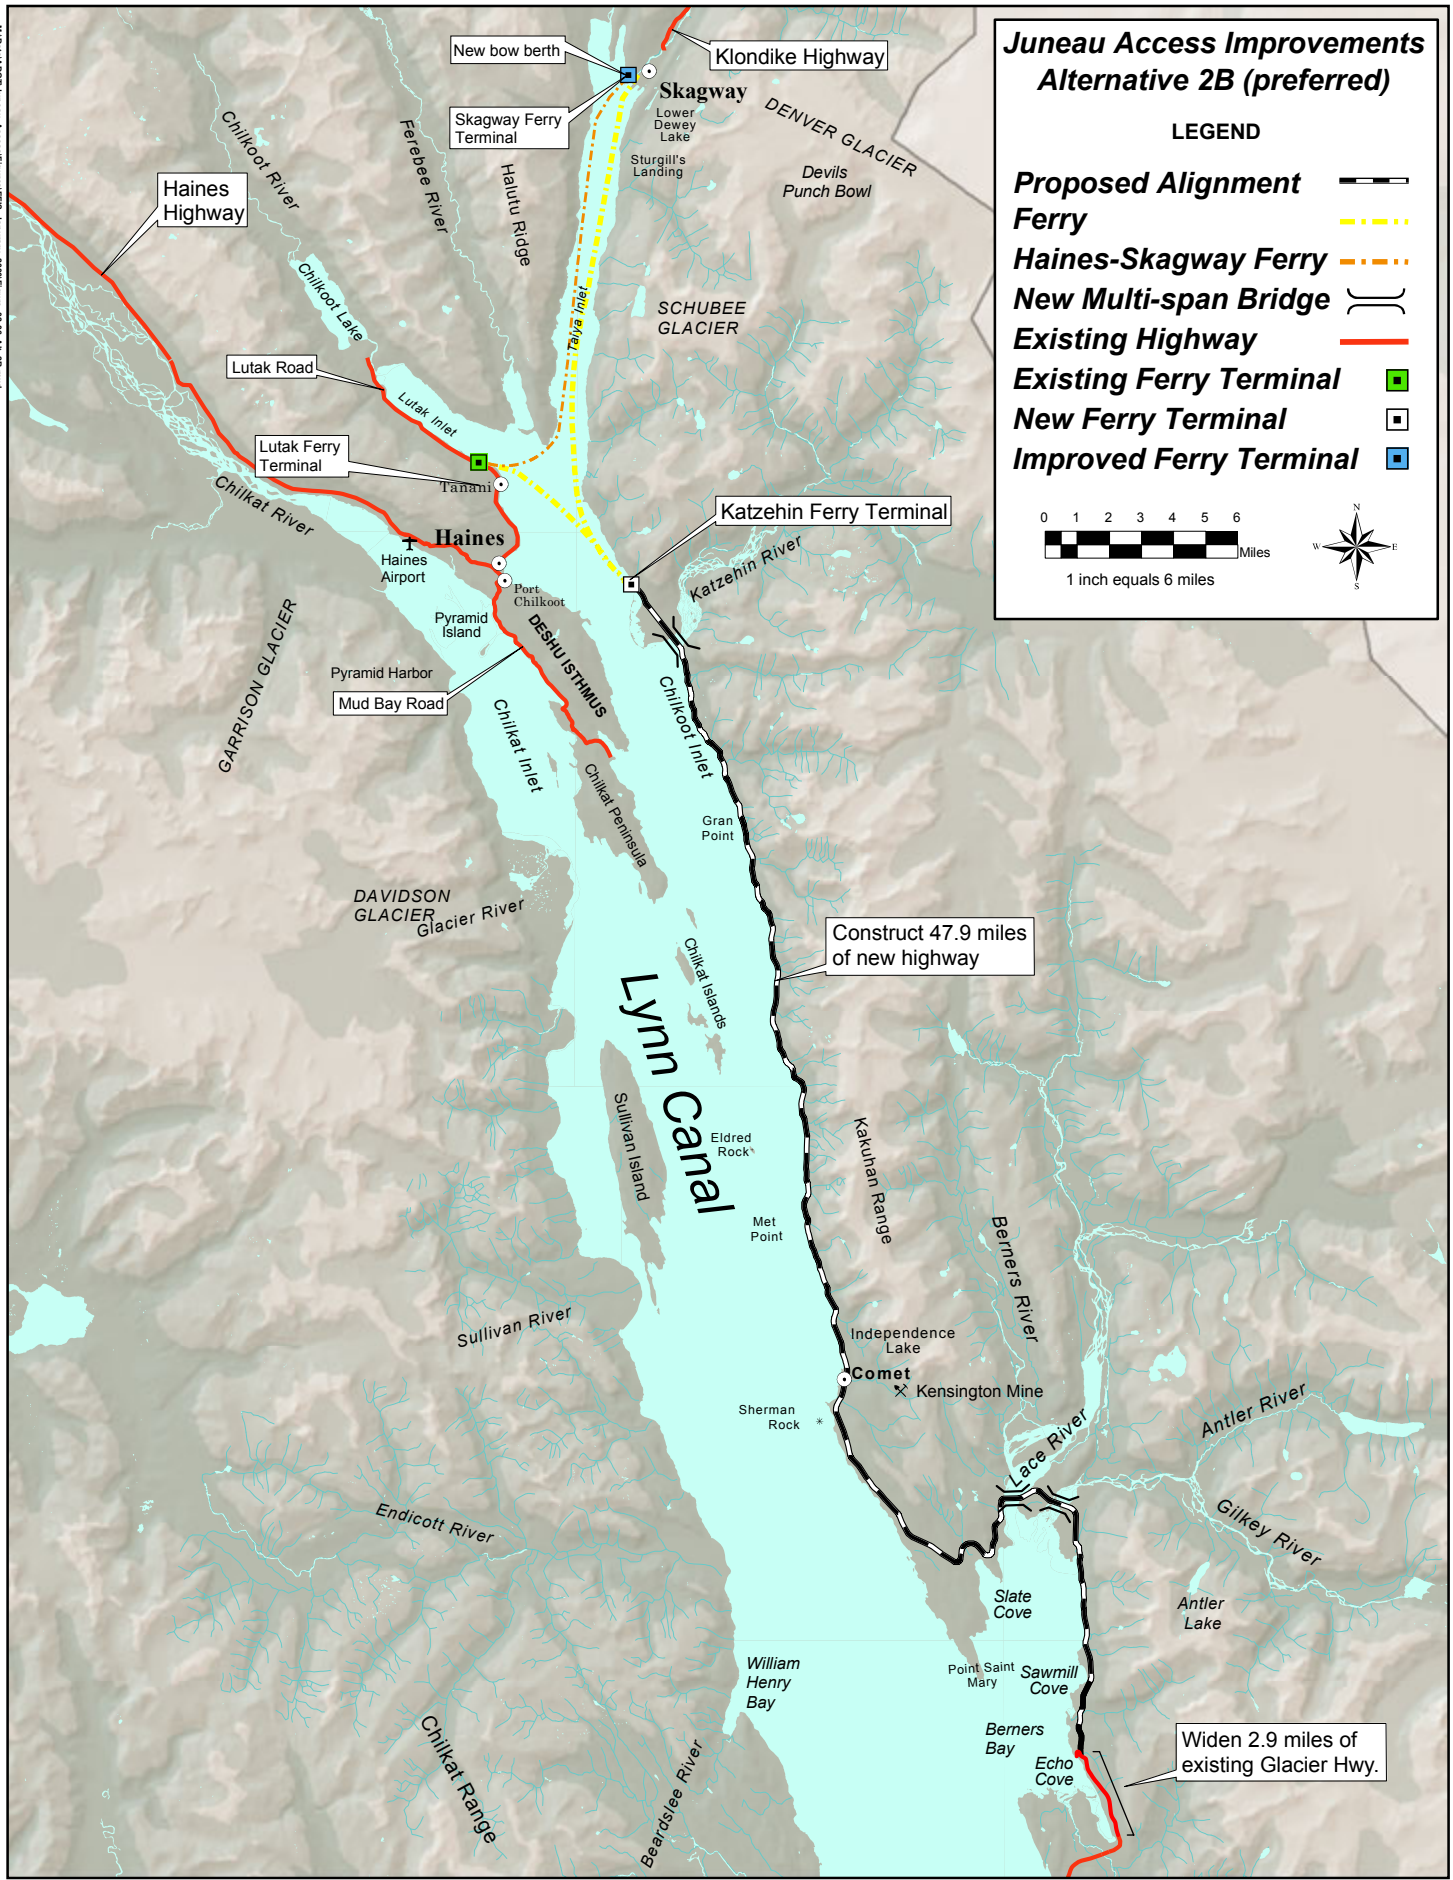 Juneau Access Improvements
Alternative 2B (preferred)
LEGEND
Proposed Alignment
Ferry
Haines-Skagway Ferry
New Multi-span Bridge
Existing Highway
Existing Ferry Terminal
New Ferry Terminal
Improved Ferry Terminal
0 1 2 3 4 5 6
Miles
1 inch equals 6 miles
N
W
E
S
New bow berth
Klondike Highway
Skagway
Skagway Ferry
Terminal
Lower
Dewey
Lake
DENVER GLACIER
Sturgill's
Landing
Devils
Punch Bowl
Chilkoot River
Ferebee River
Halutu Ridge
Haines
Highway
Chilkoot Lake
Taiya Inlet
SCHUBEE
GLACIER
Lutak Road
Lutak Inlet
Lutak Ferry
Terminal
Tanani
Chilkat River
Katzehin Ferry Terminal
Haines
Haines
Airport
Katzehin River
Port
Chilkoot
Pyramid
Island
DESHU ISTHMUS
GARRISON GLACIER
Pyramid Harbor
Mud Bay Road
Chilkat Inlet
Chilkoot Inlet
Chilkat Peninsula
Gran
Point
DAVIDSON
GLACIER
Glacier River
Construct 47.9 miles
of new highway
Chilkat Islands
Lynn Canal
Sullivan Island
Eldred
Rock
Kakuhan Range
Met
Point
Berners River
Sullivan River
Independence
Lake
Comet
Kensington Mine
Sherman
Rock
Antler River
Lace River
Endicott River
Gilkey River
Slate
Cove
Antler
Lake
William
Henry
Bay
Point Saint
Mary
Sawmill
Cove
Berners
Bay
Echo
Cove
Widen 2.9 miles of
existing Glacier Hwy.
Chilkat Range
Beardslee River